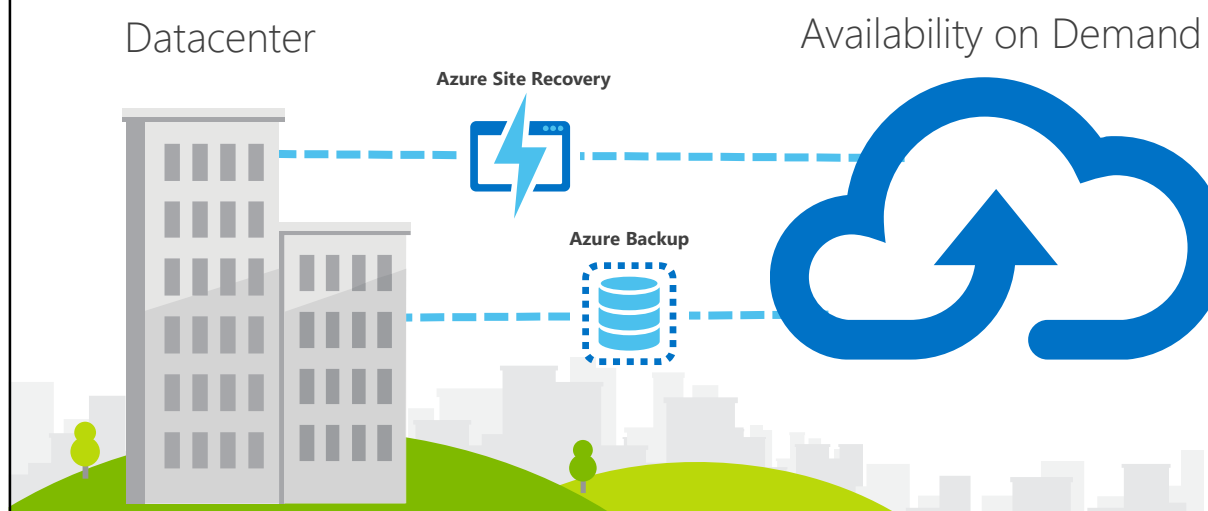 Datacenter
Availability on Demand
Azure Site Recovery
Azure Backup